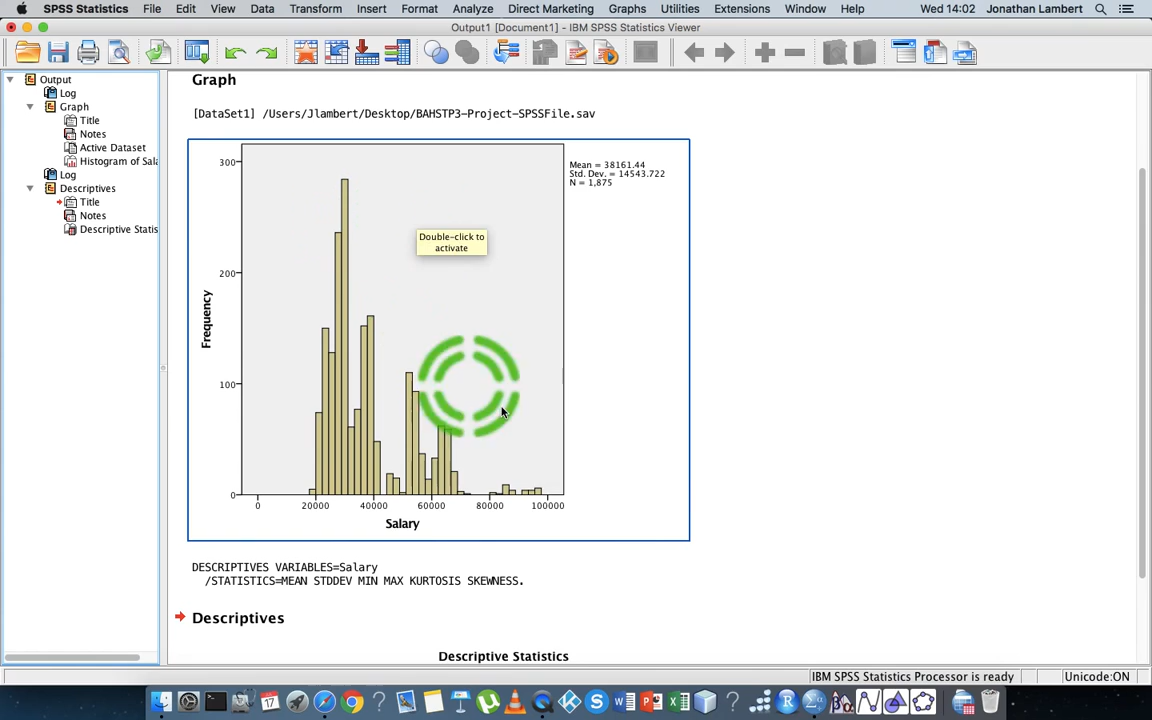 SPSS Statistics File Edit View Data Transform Insert Format Analyze Direct Marketing Graphs Utilities Extensions Window Help Wed 14:02 Jonathan Lambert
Output1 [Document1] - IBM SPSS Statistics Viewer
Output
Log
Graph
Title
Notes
Active Dataset
Histogram of Sala
Log
Descriptives
Title
Notes
Descriptive Statis
Graph
[DataSet1] /Users/Jlambert/Desktop/BAHSTP3-Project-SPSSFile.sav
Mean = 38161.44
Std. Dev. = 14543.722
N = 1,875
Double-click to
activate
300
200
100
0
Frequency
0 20000 40000 60000 80000 100000
Salary
DESCRIPTIVES VARIABLES=Salary
/STATISTICS=MEAN STDDEV MIN MAX KURTOSIS SKEWNESS.
Descriptives
Descriptive Statistics
IBM SPSS Statistics Processor is ready Unicode:ON